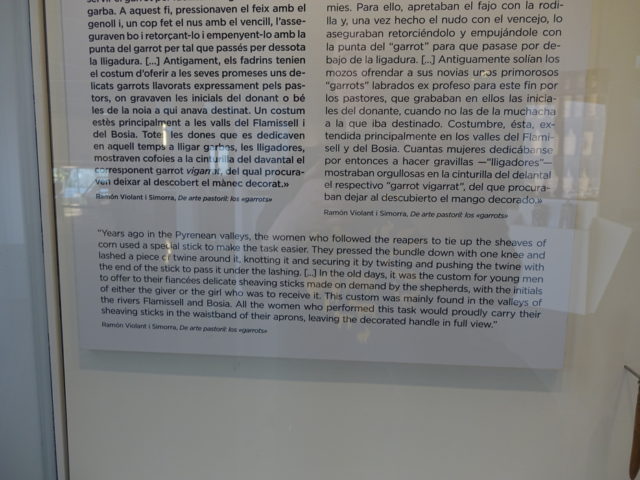 garba. A aquest fi, pressionaven el feix amb el
genoll i, un cop fet el nus amb el vencill, l'asse-
guraven bo i retorçant-lo i empenyent-lo amb la
punta del garrot per tal que passés per dessota
la lligadura. [...] Antigament, els fadrins tenien
el costum d'oferir a les seves promeses uns de-
licats garrots llavorats expressament pels pas-
tors, on gravaven les inicials del donant o bé
les de la noia a qui anava destinat. Un costum
estès principalment a les valls del Flamissell i
del Bosia. Totes les dones que es dedicaven
en aquell temps a lligar garbes, les lligadores,
mostraven cofoies a la cinturilla del davantal el
corresponent garrot vigarrat, del qual procura-
ven deixar al descobert el mànec decorat.»
Ramón Violant i Simorra, De arte pastoril: los «garrots»
mies. Para ello, apretaban el fajo con la rodi-
lla y, una vez hecho el nudo con el vencejo, lo
aseguraban retorciéndolo y empujándole con
la punta del "garrot" para que pasase por de-
bajo de la ligadura. [...] Antiguamente solían los
mozos ofrendar a sus novias unos primorosos
"garrots" labrados ex profeso para este fin por
los pastores, que grababan en ellos las inicia-
les del donante, cuando no las de la muchacha
a la que iba destinado. Costumbre, ésta, ex-
tendida principalmente en los valles del Flami-
sell y del Bosia. Cuantas mujeres dedicábanse
por entonces a hacer gravillas —"lligadores"—
mostraban orgullosas en la cinturilla del delantal
el respectivo "garrot vigarrat", del que procura-
ban dejar al descubierto el mango decorado.»
Ramón Violant i Simorra, De arte pastoril: los «garrots»
"Years ago in the Pyrenean valleys, the women who followed the reapers to tie up the sheaves of
corn used a special stick to make the task easier. They pressed the bundle down with one knee and
lashed a piece of twine around it, knotting it and securing it by twisting and pushing the twine with
the end of the stick to pass it under the lashing. [...] In the old days, it was the custom for young men
to offer to their fiancées delicate sheaving sticks made on demand by the shepherds, with the initials
of either the giver or the girl who was to receive it. This custom was mainly found in the valleys of
the rivers Flamissell and Bosia. All the women who performed this task would proudly carry their
sheaving sticks in the waistband of their aprons, leaving the decorated handle in full view."
Ramón Violant i Simorra, De arte pastoril: los «garrots»